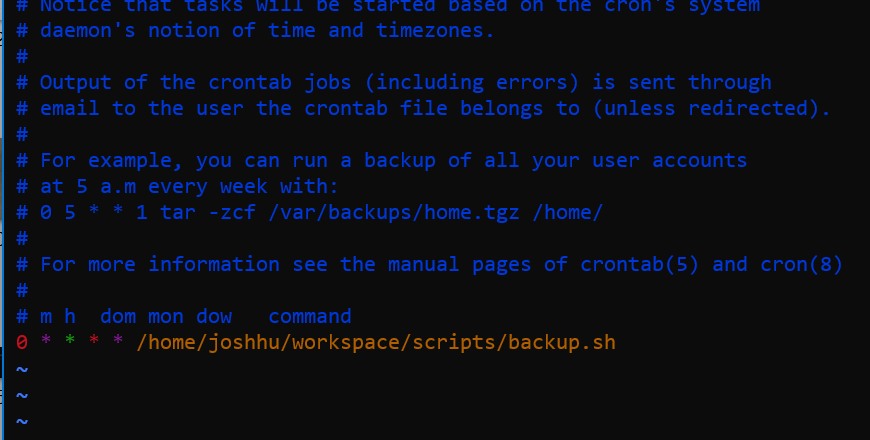 # Notice that tasks will be started based on the cron's system
# daemon's notion of time and timezones.
#
# Output of the crontab jobs (including errors) is sent through
# email to the user the crontab file belongs to (unless redirected).
#
# For example, you can run a backup of all your user accounts
# at 5 a.m every week with:
# 0 5 * * 1 tar -zcf /var/backups/home.tgz /home/
#
# For more information see the manual pages of crontab(5) and cron(8)
#
# m h  dom mon dow   command
0 * * * * /home/joshhu/workspace/scripts/backup.sh
~
~
~